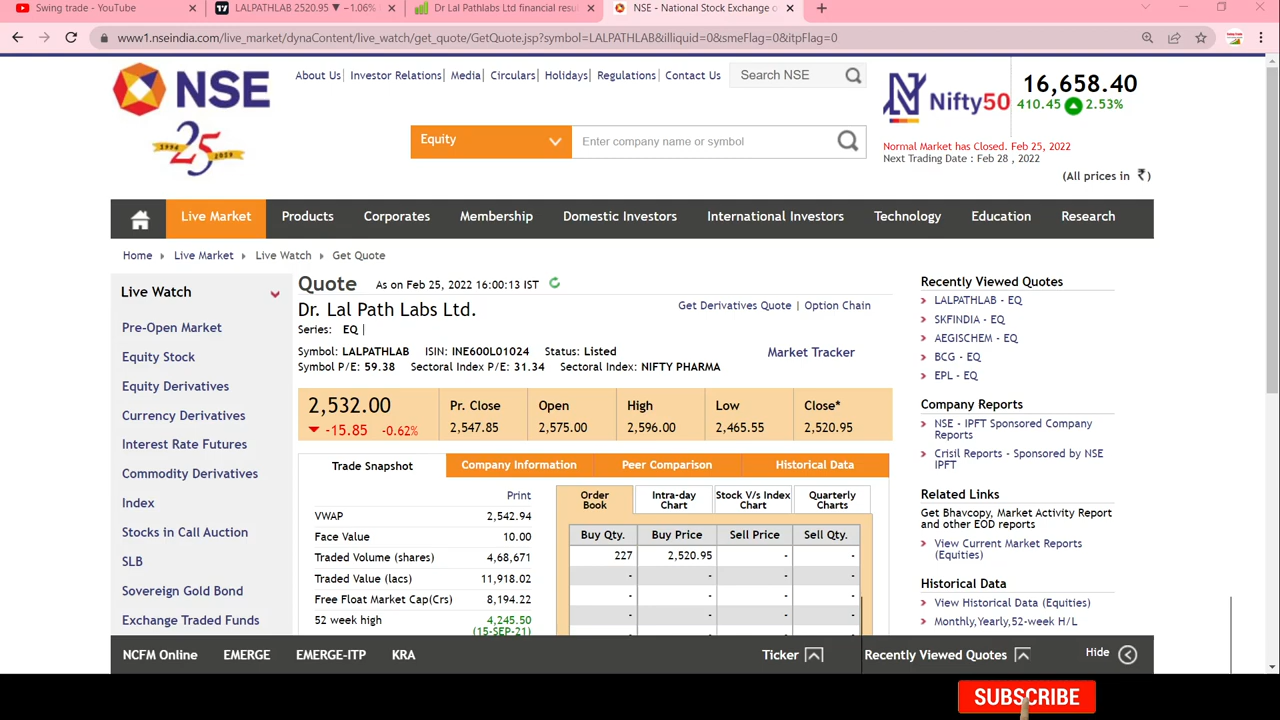 Swing trade - YouTube
LALPATHLAB 2520.95 ▼ −1.06%
Dr Lal Pathlabs Ltd financial resu
NSE - National Stock Exchange o
www1.nseindia.com/live_market/dynaContent/live_watch/get_quote/GetQuote.jsp?symbol=LALPATHLAB&illiquid=0&smeFlag=0&itpFlag=0
NSE
25
1994 2019
About Us| Investor Relations| Media| Circulars| Holidays| Regulations| Contact Us
Search NSE
Nifty50
16,658.40
410.45 2.53%
Equity
Enter company name or symbol
Normal Market has Closed. Feb 25, 2022
Next Trading Date : Feb 28 , 2022
(All prices in ₹)
Live Market Products Corporates Membership Domestic Investors International Investors Technology Education Research
Home Live Market Live Watch Get Quote
Live Watch
Pre-Open Market
Equity Stock
Equity Derivatives
Currency Derivatives
Interest Rate Futures
Commodity Derivatives
Index
Stocks in Call Auction
SLB
Sovereign Gold Bond
Exchange Traded Funds
Quote As on Feb 25, 2022 16:00:13 IST
Dr. Lal Path Labs Ltd.
Get Derivatives Quote | Option Chain
Series: EQ |
Symbol: LALPATHLAB ISIN: INE600L01024 Status: Listed
Market Tracker
Symbol P/E: 59.38 Sectoral Index P/E: 31.34 Sectoral Index: NIFTY PHARMA
2,532.00 Pr. Close Open High Low Close*
▼ -15.85 -0.62% 2,547.85 2,575.00 2,596.00 2,465.55 2,520.95
Trade Snapshot Company Information Peer Comparison Historical Data
Print
VWAP 2,542.94
Face Value 10.00
Traded Volume (shares) 4,68,671
Traded Value (lacs) 11,918.02
Free Float Market Cap(Crs) 8,194.22
52 week high 4,245.50
(15-SEP-21)
Order Book
Intra-day Chart
Stock V/s Index Chart
Quarterly Charts
Buy Qty. Buy Price Sell Price Sell Qty.
227 2,520.95 - -
- - - -
- - - -
- - - -
- - - -
Recently Viewed Quotes
LALPATHLAB - EQ
SKFINDIA - EQ
AEGISCHEM - EQ
BCG - EQ
EPL - EQ
Company Reports
NSE - IPFT Sponsored Company
Reports
Crisil Reports - Sponsored by NSE
IPFT
Related Links
Get Bhavcopy, Market Activity Report
and other EOD reports
View Current Market Reports
(Equities)
Historical Data
View Historical Data (Equities)
Monthly,Yearly,52-week H/L
NCFM Online EMERGE EMERGE-ITP KRA
Ticker Recently Viewed Quotes Hide
SUBSCRIBE